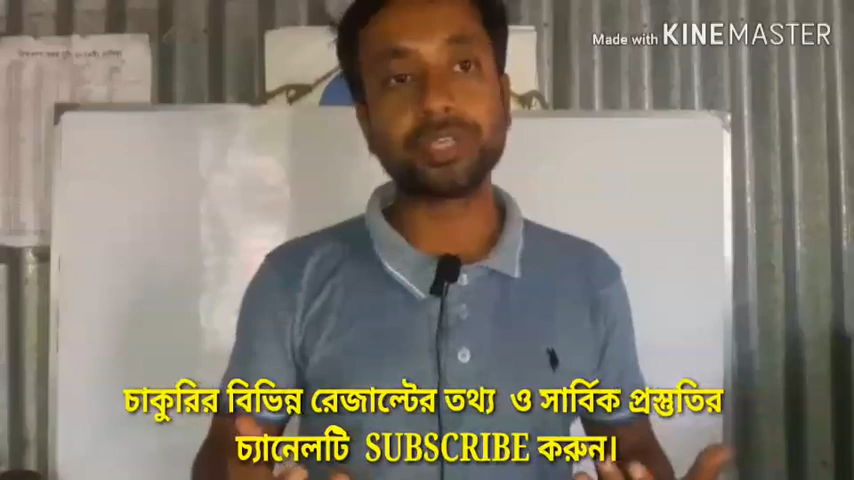 Made with KINEMASTER
চাকুরির বিভিন্ন রেজাল্টের তথ্য ও সার্বিক প্রস্তুতির
চ্যানেলটি SUBSCRIBE করুন।